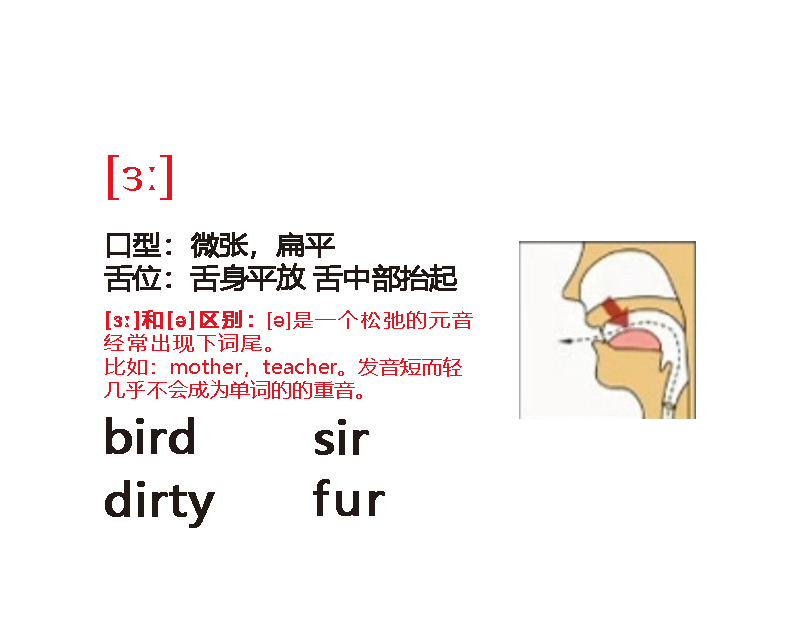 [ɜː]
口型：微张，扁平
舌位：舌身平放 舌中部抬起
[ɜː]和[ə]区别：[ə]是一个松弛的元音
经常出现下词尾。
比如：mother，teacher。发音短而轻
几乎不会成为单词的的重音。
bird sir
dirty fur